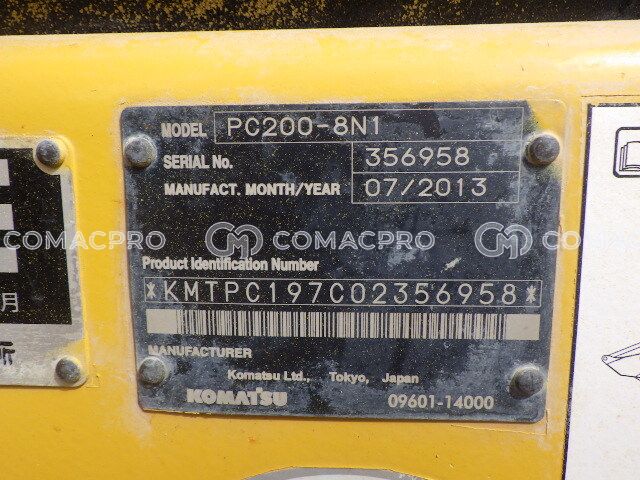 MODEL PC200-8N1
SERIAL No. 356958
MANUFACT. MONTH/YEAR 07/2013
COMACPRO COMACPRO COMACPRO
Product Identification Number
*KMTPC197C02356958*
MANUFACTURER
Komatsu Ltd., Tokyo, Japan
KOMATSU 09601-14000
月
所